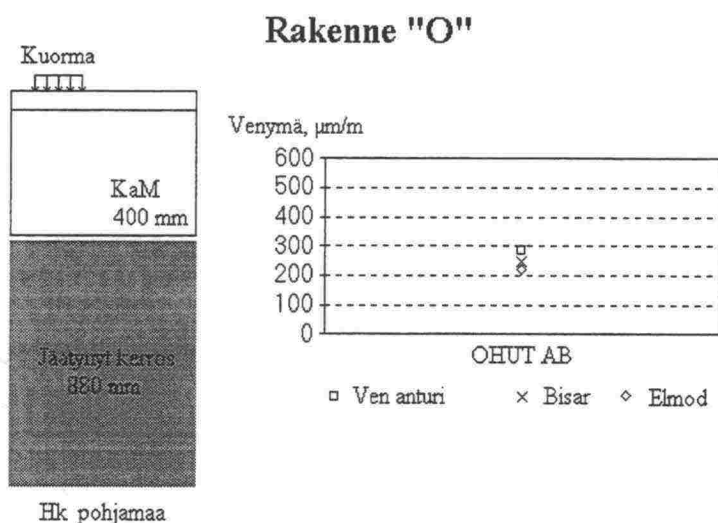 Rakenne "O"
Kuorma
KaM
400 mm
Jäätynyt kerros
880 mm
Hk pohjamaa
Venymä, µm/m
600
500
400
300
200
100
0
OHUT AB
Ven anturi
Bisar
Elmod